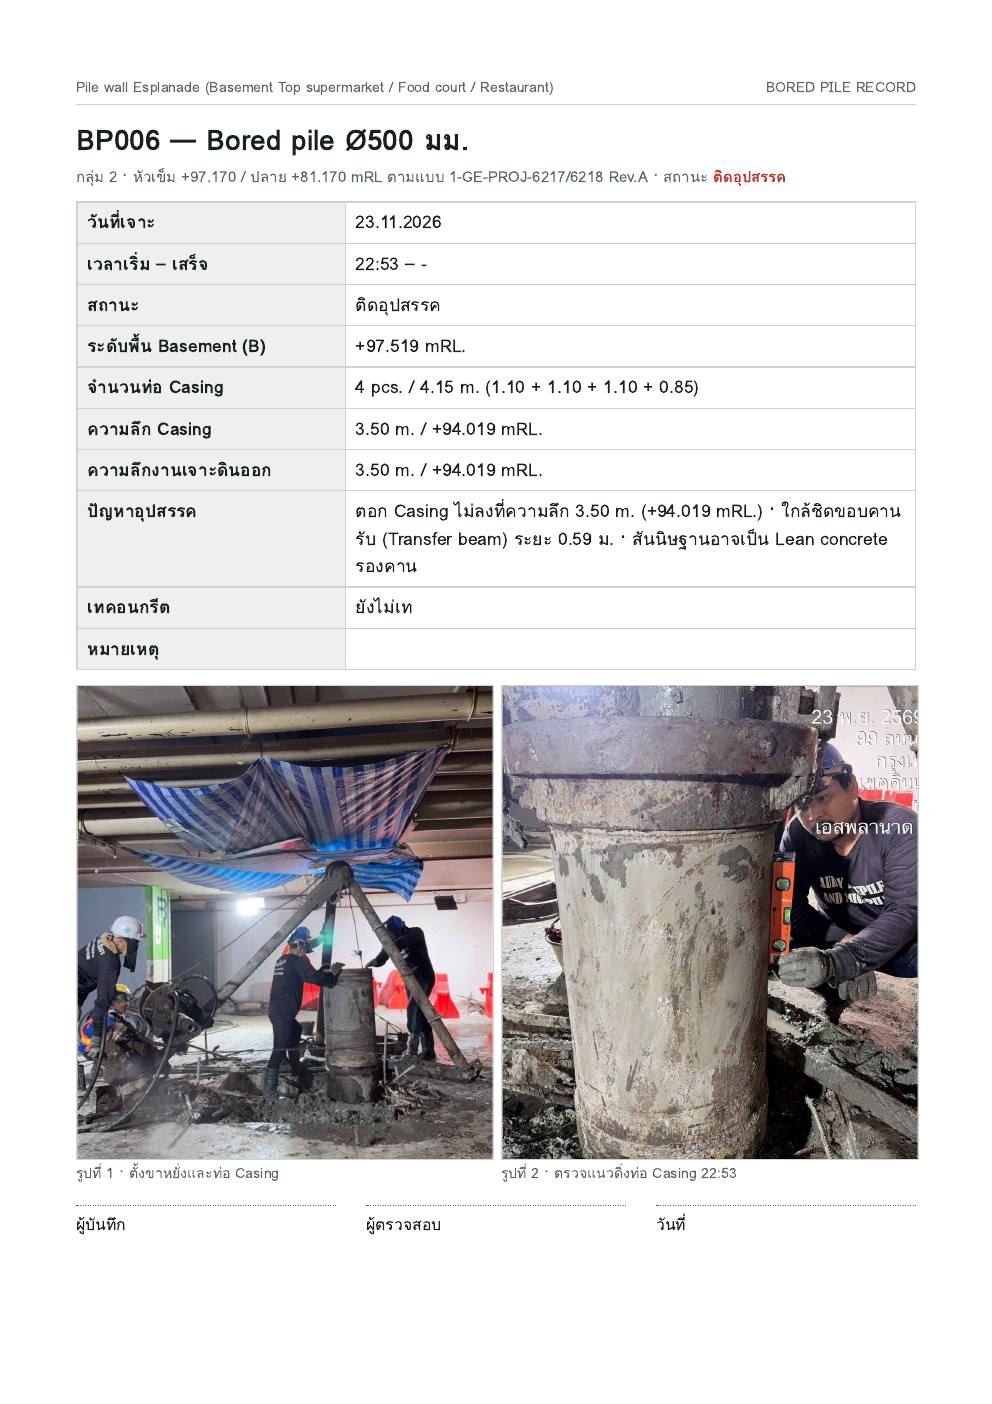 Pile wall Esplanade (Basement Top supermarket / Food court / Restaurant) BORED PILE RECORD
BP006 — Bored pile Ø500 มม.
กลุ่ม 2 · หัวเข็ม +97.170 / ปลาย +81.170 mRL ตามแบบ 1-GE-PROJ-6217/6218 Rev.A · สถานะ ติดอุปสรรค
วันที่เจาะ 23.11.2026
เวลาเริ่ม – เสร็จ 22:53 – -
สถานะ ติดอุปสรรค
ระดับพื้น Basement (B) +97.519 mRL.
จำนวนท่อ Casing 4 pcs. / 4.15 m. (1.10 + 1.10 + 1.10 + 0.85)
ความลึก Casing 3.50 m. / +94.019 mRL.
ความลึกงานเจาะดินออก 3.50 m. / +94.019 mRL.
ปัญหาอุปสรรค ตอก Casing ไม่ลงที่ความลึก 3.50 m. (+94.019 mRL.) · ใกล้ชิดขอบคาน
รับ (Transfer beam) ระยะ 0.59 ม. · สันนิษฐานอาจเป็น Lean concrete
รองคาน
เทคอนกรีต ยังไม่เท
หมายเหตุ
23 พ.ย. 2569
99 ถนน
เอสพลานาด
รูปที่ 1 · ตั้งขาหยั่งและท่อ Casing
รูปที่ 2 · ตรวจแนวดิ่งท่อ Casing 22:53
ผู้บันทึก ผู้ตรวจสอบ วันที่